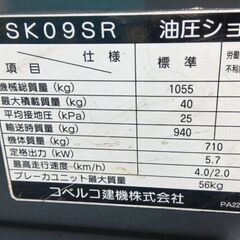 SK09SR 油圧ショ
項目 仕様 標準
機械総質量(kg) 1055
最大積載質量(kg) 40
平均接地圧(kPa) 25
輸送時質量(kg) 940
機体質量(kg) 710
定格出力(kW) 5.7
最高走行速度(km/h) 4.0/2.0
ブレーカユニット最大質量 56kg
コベルコ建機株式会社
PA22